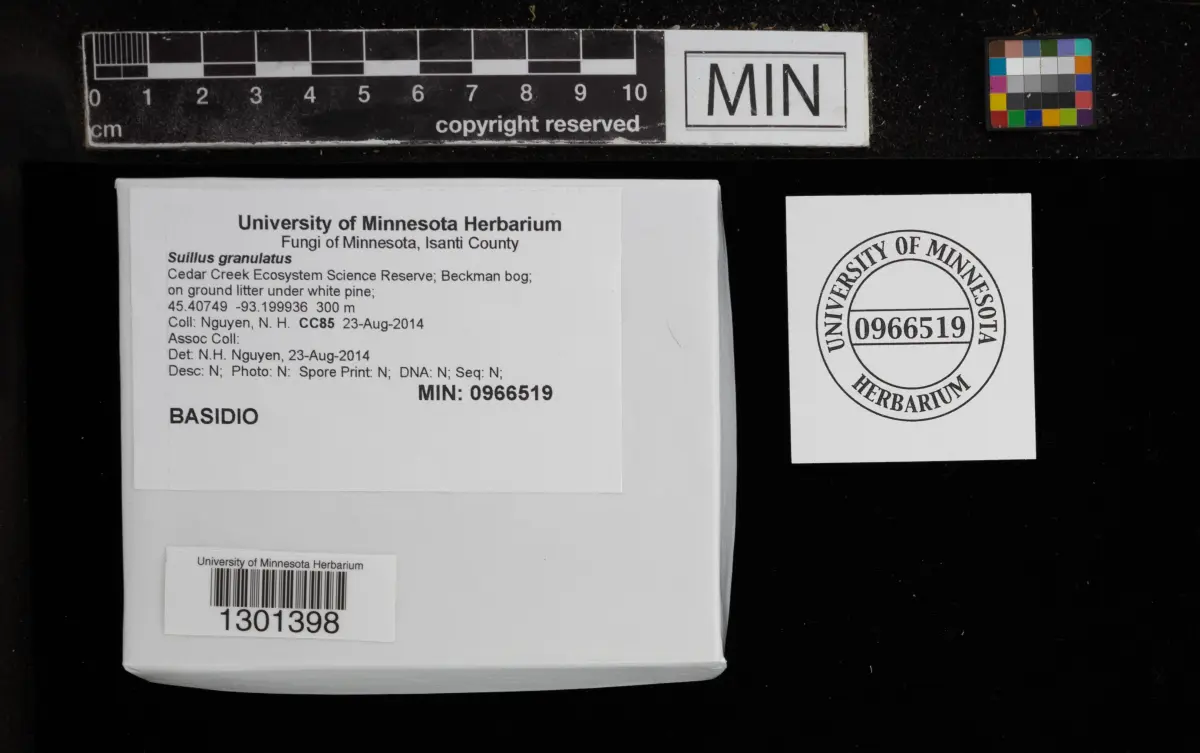 0 1 2 3 4 5 6 7 8 9 10
cm
copyright reserved
MIN
University of Minnesota Herbarium
Fungi of Minnesota, Isanti County
Suillus granulatus
Cedar Creek Ecosystem Science Reserve; Beckman bog;
on ground litter under white pine;
45.40749 -93.199936 300 m
Coll: Nguyen, N. H. CC85 23-Aug-2014
Assoc Coll:
Det: N.H. Nguyen, 23-Aug-2014
Desc: N; Photo: N: Spore Print: N; DNA: N; Seq: N;
MIN: 0966519
BASIDIO
University of Minnesota Herbarium
1301398
UNIVERSITY OF MINNESOTA
0966519
HERBARIUM